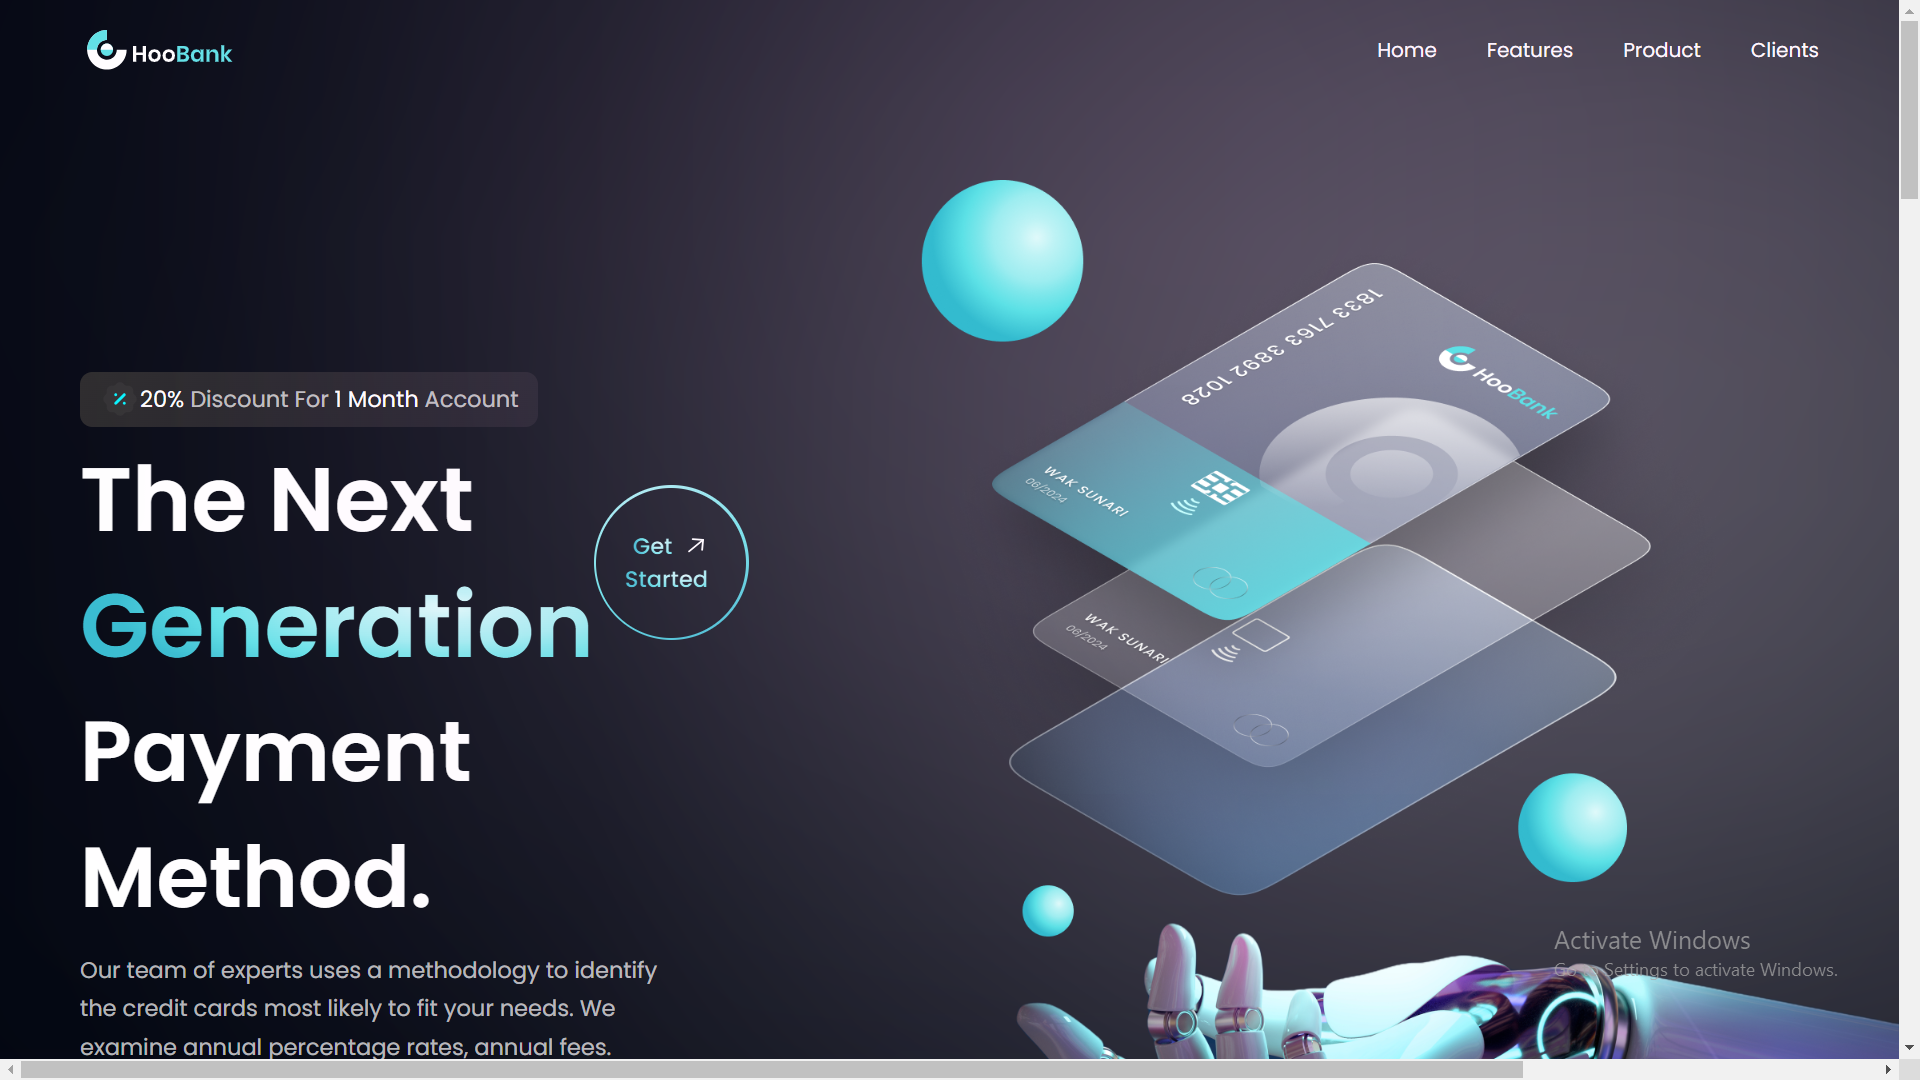 HooBank
Home
Features
Product
Clients
20% Discount For 1 Month Account
The Next
Generation
Payment
Method.
Get
Started
Our team of experts uses a methodology to identify
the credit cards most likely to fit your needs. We
examine annual percentage rates, annual fees.
1833 7163 3892 1028
HooBank
WAK SUNARI
06/2024
WAK SUNARI
06/2024
Activate Windows
Go to Settings to activate Windows.